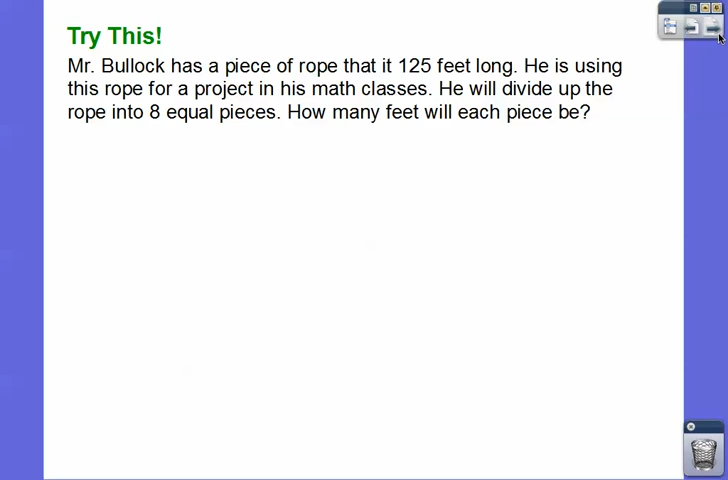 Try This!
Mr. Bullock has a piece of rope that it 125 feet long. He is using
this rope for a project in his math classes. He will divide up the
rope into 8 equal pieces. How many feet will each piece be?